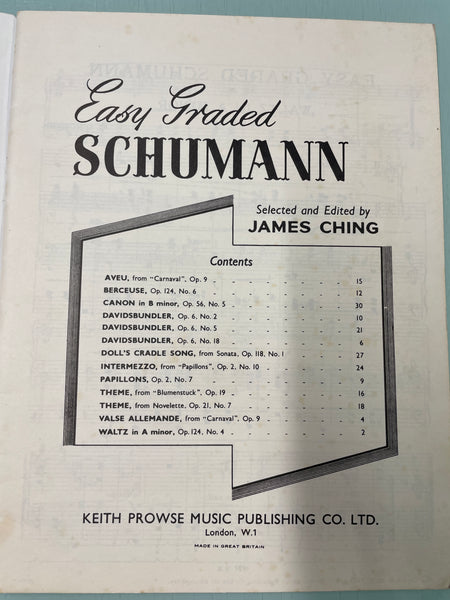 Easy Graded
SCHUMANN
Selected and Edited by
JAMES CHING
Contents
AVEU, from "Carnaval", Op. 9 - - - - - - - 15
BERCEUSE, Op. 124, No. 6 - - - - - - - 12
CANON in B minor, Op. 56, No. 5 - - - - - - 30
DAVIDSBUNDLER, Op. 6, No. 2 - - - - - - 10
DAVIDSBUNDLER, Op. 6, No. 5 - - - - - - 21
DAVIDSBUNDLER, Op. 6, No. 18 - - - - - - 6
DOLL'S CRADLE SONG, from Sonata, Op. 118, No. 1 - - - - 27
INTERMEZZO, from "Papillons", Op. 2, No. 10 - - - - - 24
PAPILLONS, Op. 2, No. 7 - - - - - - - 9
THEME, from "Blumenstuck", Op. 19 - - - - - - 16
THEME, from Novelette, Op. 21, No. 7 - - - - - - 18
VALSE ALLEMANDE, from "Carnaval", Op. 9 - - - - - 4
WALTZ in A minor, Op. 124, No. 4 - - - - - - 2
KEITH PROWSE MUSIC PUBLISHING CO. LTD.
London, W.1
MADE IN GREAT BRITAIN